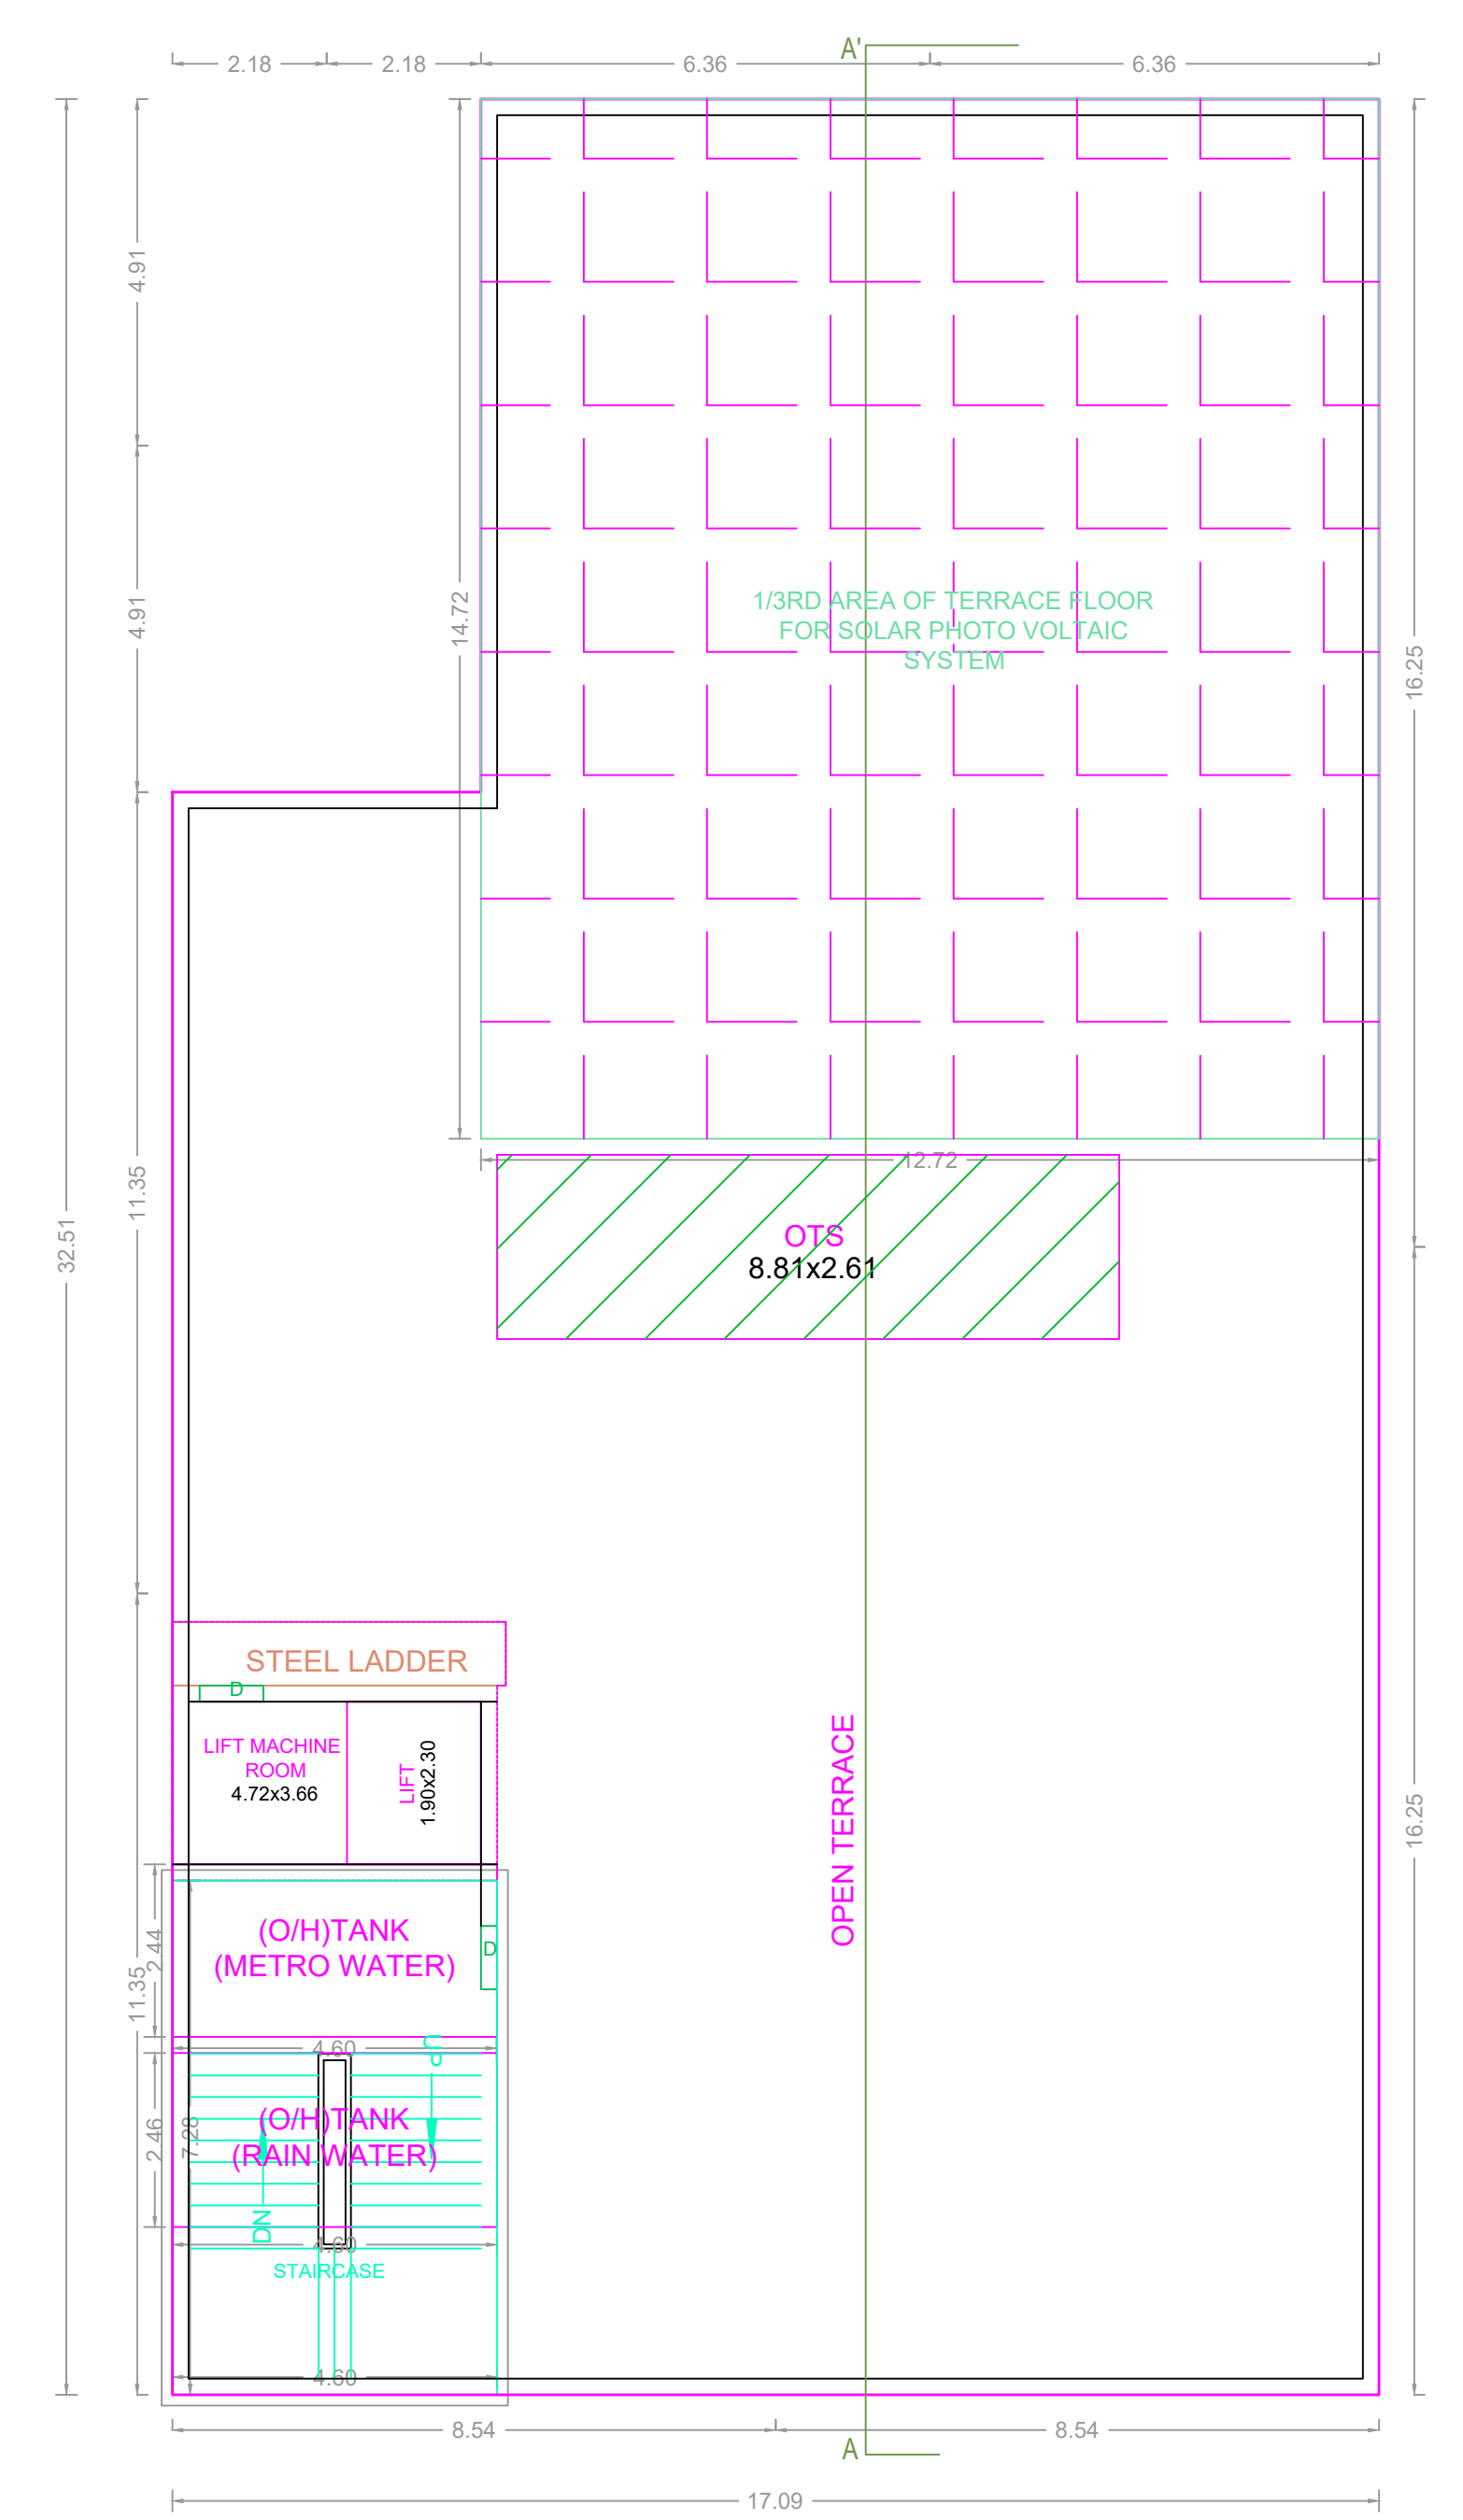 A'
2.18
2.18
6.36
6.36
4.91
4.91
14.72
16.25
1/3RD AREA OF TERRACE FLOOR
FOR SOLAR PHOTO VOLTAIC
SYSTEM
12.72
11.35
32.51
OTS
8.81x2.61
STEEL LADDER
D
LIFT MACHINE
ROOM
4.72x3.66
LIFT
1.90x2.30
OPEN TERRACE
16.25
(O/H)TANK
(METRO WATER)
D
2.44
11.35
4.60
UP
(O/H)TANK
(RAIN WATER)
2.46
7.28
DN
4.60
STAIRCASE
4.60
8.54
8.54
A
17.09